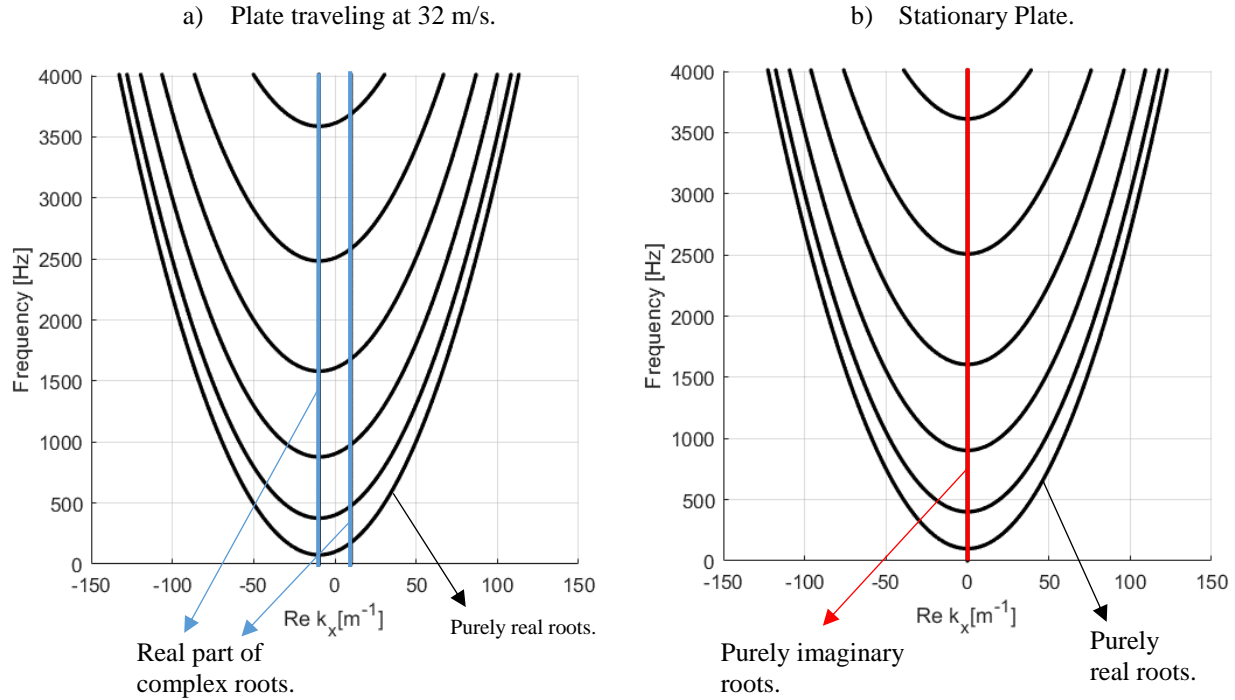 a) Plate traveling at 32 m/s.
4000
3500
3000
2500
2000
1500
1000
500
0
Frequency [Hz]
-150 -100 -50 0 50 100 150
Re k_x[m^-1]
Purely real roots.
Real part of
complex roots.
b) Stationary Plate.
4000
3500
3000
2500
2000
1500
1000
500
0
Frequency [Hz]
-150 -100 -50 0 50 100 150
Re k_x[m^-1]
Purely imaginary
roots.
Purely
real roots.